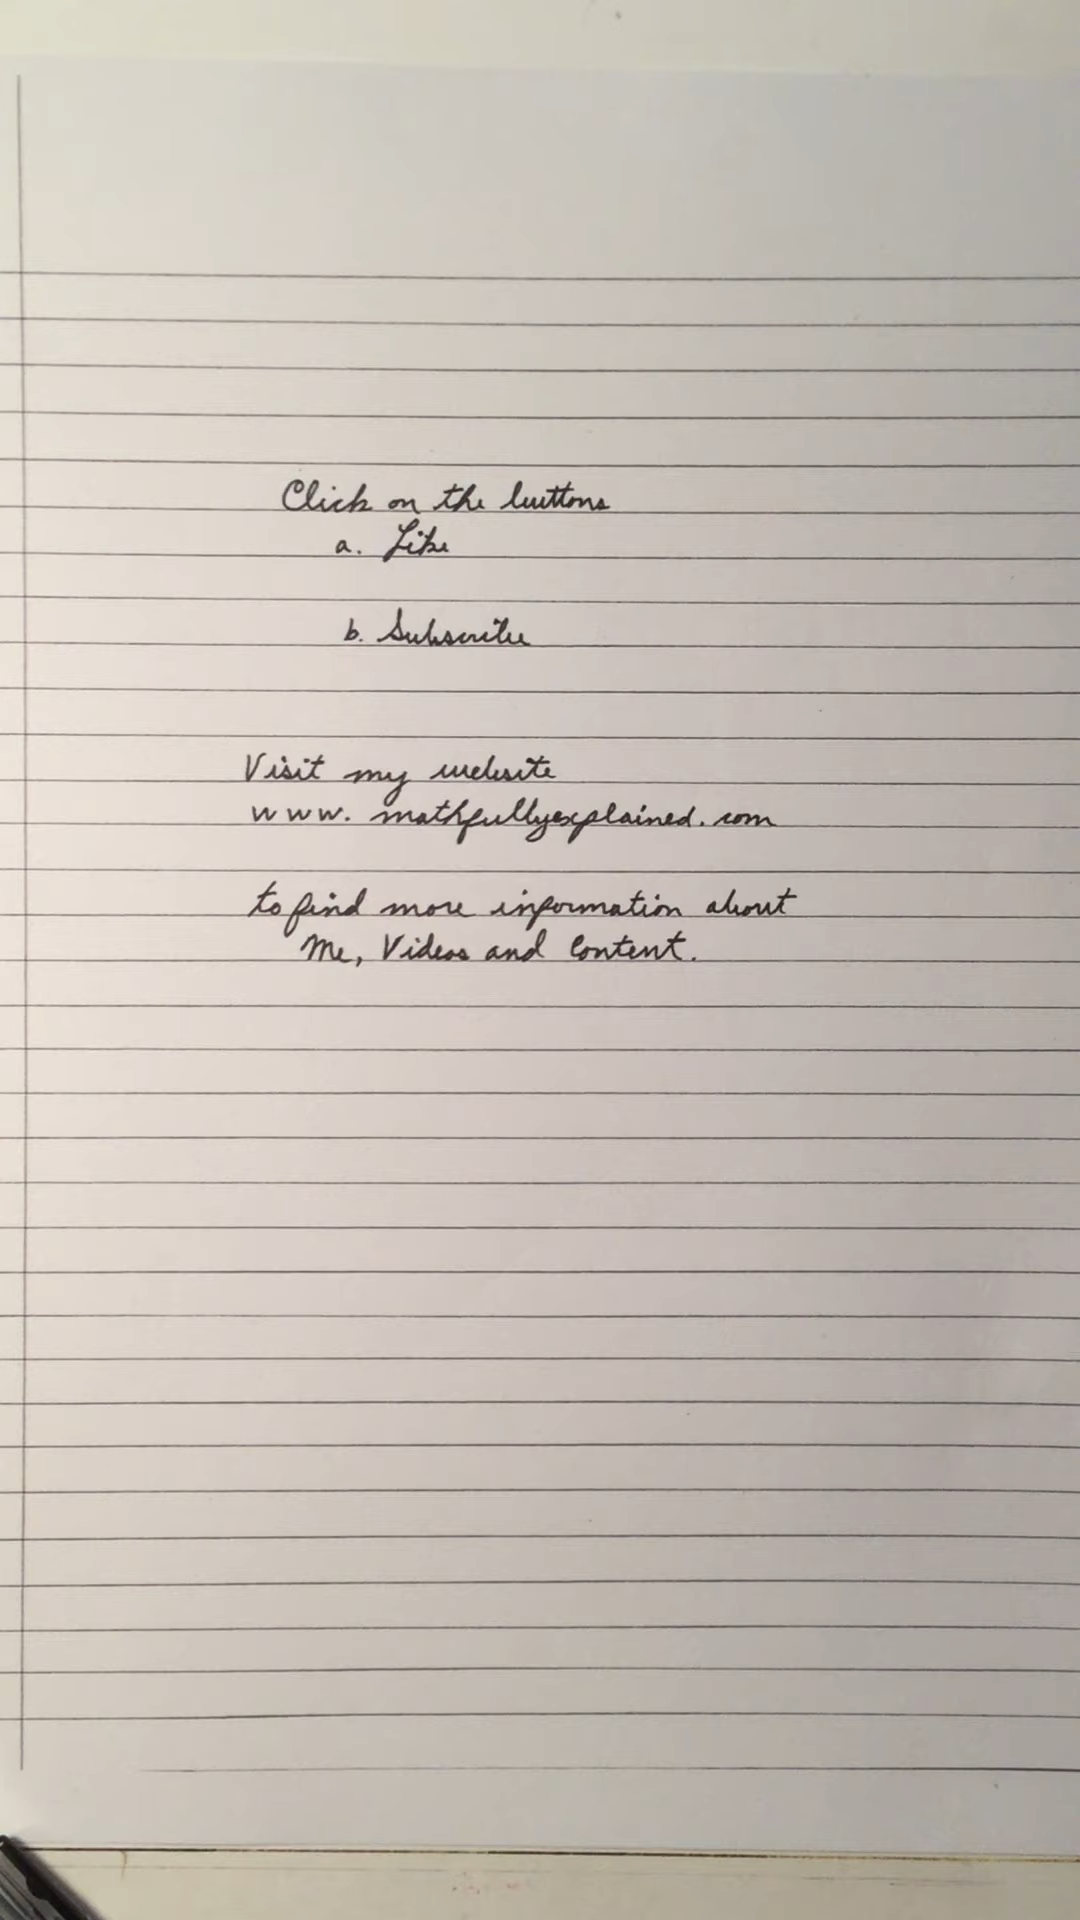 Click on the buttons
a. Like
b. Subscribe
Visit my website
www.mathfullyexplained.com
to find more information about
Me, Videos and Content.